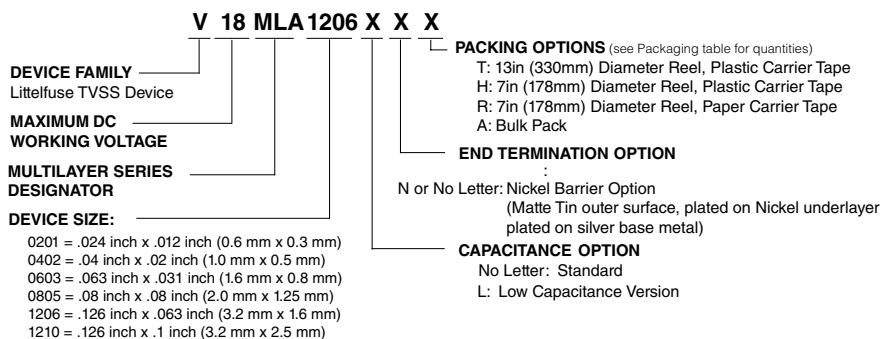 V 18 MLA 1206 X X X
DEVICE FAMILY
Littelfuse TVSS Device
MAXIMUM DC
WORKING VOLTAGE
MULTILAYER SERIES
DESIGNATOR
DEVICE SIZE:
0201 = .024 inch x .012 inch (0.6 mm x 0.3 mm)
0402 = .04 inch x .02 inch (1.0 mm x 0.5 mm)
0603 = .063 inch x .031 inch (1.6 mm x 0.8 mm)
0805 = .08 inch x .08 inch (2.0 mm x 1.25 mm)
1206 = .126 inch x .063 inch (3.2 mm x 1.6 mm)
1210 = .126 inch x .1 inch (3.2 mm x 2.5 mm)
PACKING OPTIONS (see Packaging table for quantities)
T: 13in (330mm) Diameter Reel, Plastic Carrier Tape
H: 7in (178mm) Diameter Reel, Plastic Carrier Tape
R: 7in (178mm) Diameter Reel, Paper Carrier Tape
A: Bulk Pack
END TERMINATION OPTION
:
N or No Letter: Nickel Barrier Option
(Matte Tin outer surface, plated on Nickel underlayer
plated on silver base metal)
CAPACITANCE OPTION
No Letter: Standard
L: Low Capacitance Version